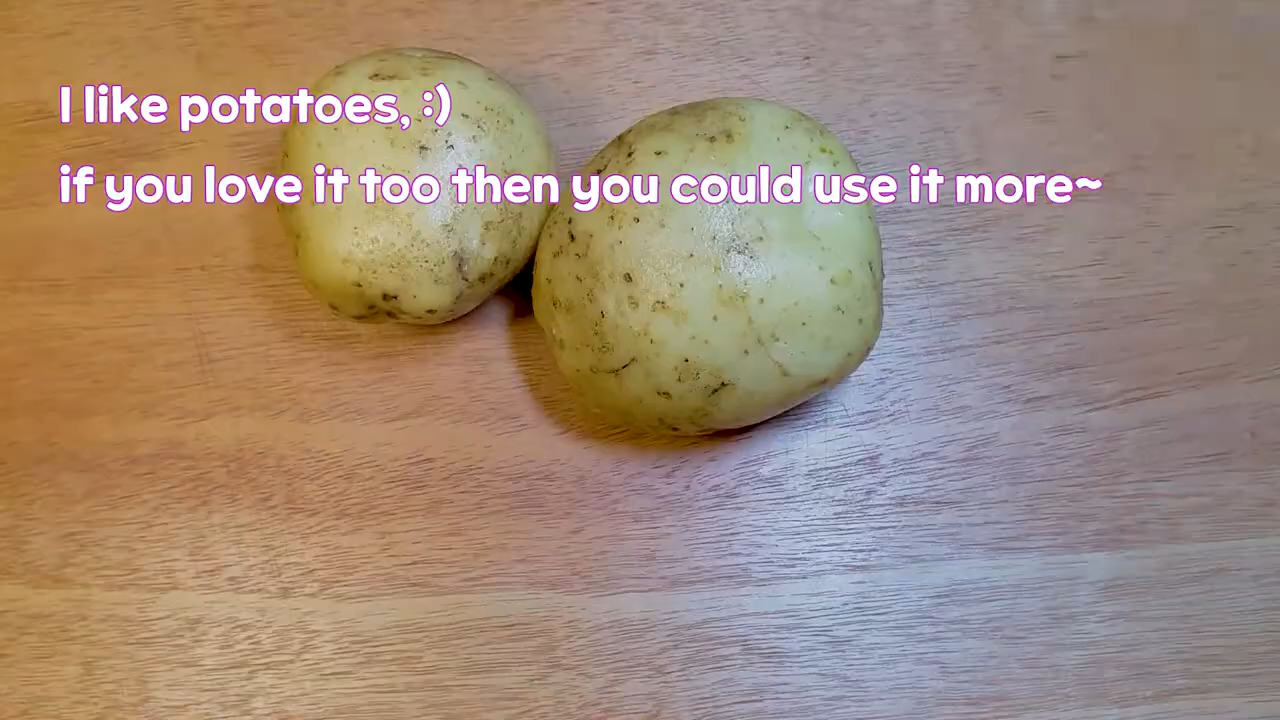 I like potatoes, :)
if you love it too then you could use it more~